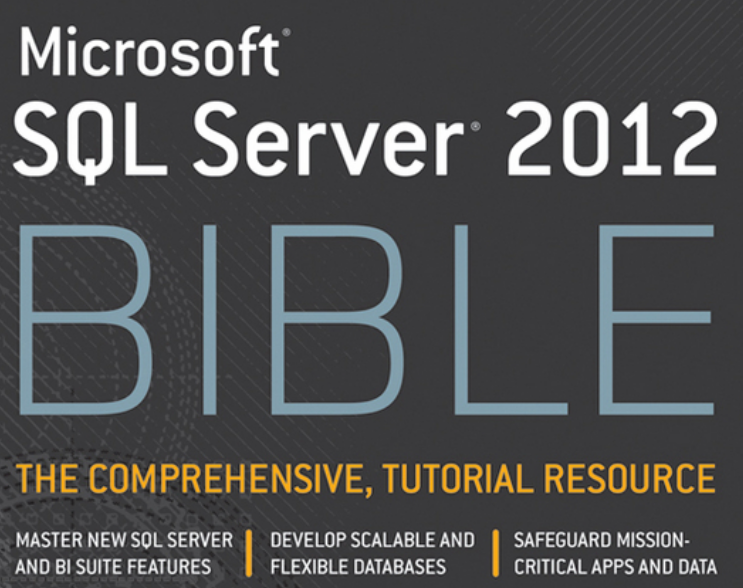 Microsoft®
SQL Server® 2012
BIBLE
THE COMPREHENSIVE, TUTORIAL RESOURCE
MASTER NEW SQL SERVER
AND BI SUITE FEATURES
DEVELOP SCALABLE AND
FLEXIBLE DATABASES
SAFEGUARD MISSION-
CRITICAL APPS AND DATA